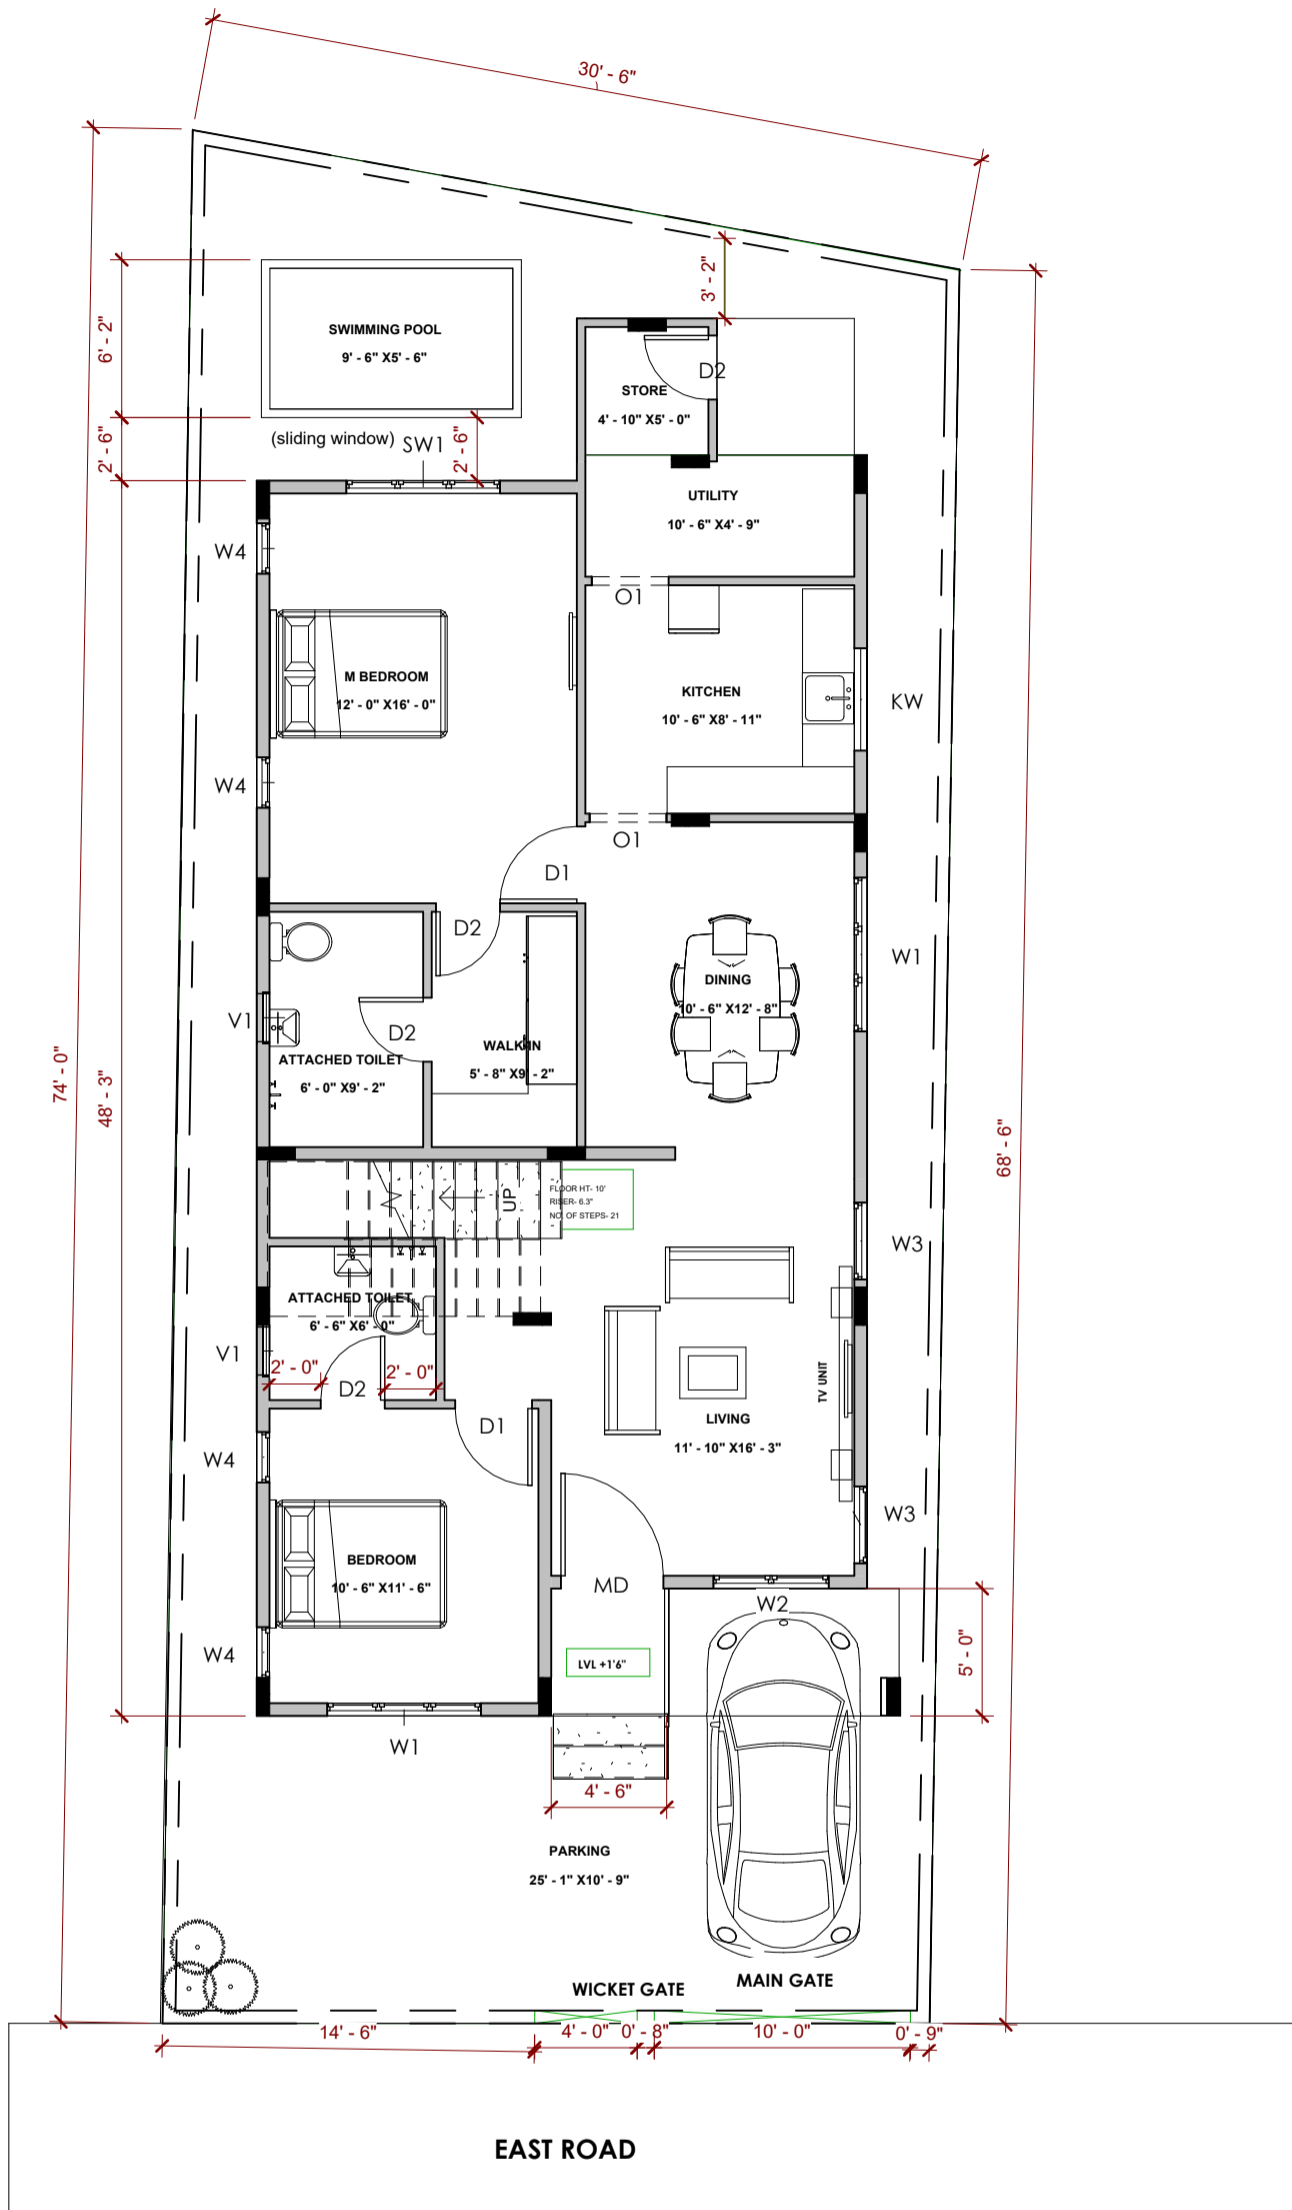 30' - 6"
3' - 2"
6' - 2"
SWIMMING POOL
9' - 6" X5' - 6"
D2
STORE
4' - 10" X5' - 0"
2' - 6"
(sliding window)
SW1
2' - 6"
UTILITY
10' - 6" X4' - 9"
W4
O1
M BEDROOM
12' - 0" X16' - 0"
KITCHEN
10' - 6" X8' - 11"
KW
W4
O1
D1
D2
W1
DINING
10' - 6" X12' - 8"
V1
D2
ATTACHED TOILET
6' - 0" X9' - 2"
WALK-IN
5' - 8" X9' - 2"
74' - 0"
48' - 3"
68' - 6"
UP
FLOOR HT- 10'
RISER- 6.3"
NO. OF STEPS- 21
W3
ATTACHED TOILET
6' - 6" X6' - 0"
V1
2' - 0"
2' - 0"
D2
TV UNIT
D1
LIVING
11' - 10" X16' - 3"
W4
W3
BEDROOM
10' - 6" X11' - 6"
MD
W2
W4
LVL +1'6"
5' - 0"
W1
4' - 6"
PARKING
25' - 1" X10' - 9"
WICKET GATE
MAIN GATE
14' - 6"
4' - 0"
0' - 8"
10' - 0"
0' - 9"
EAST ROAD